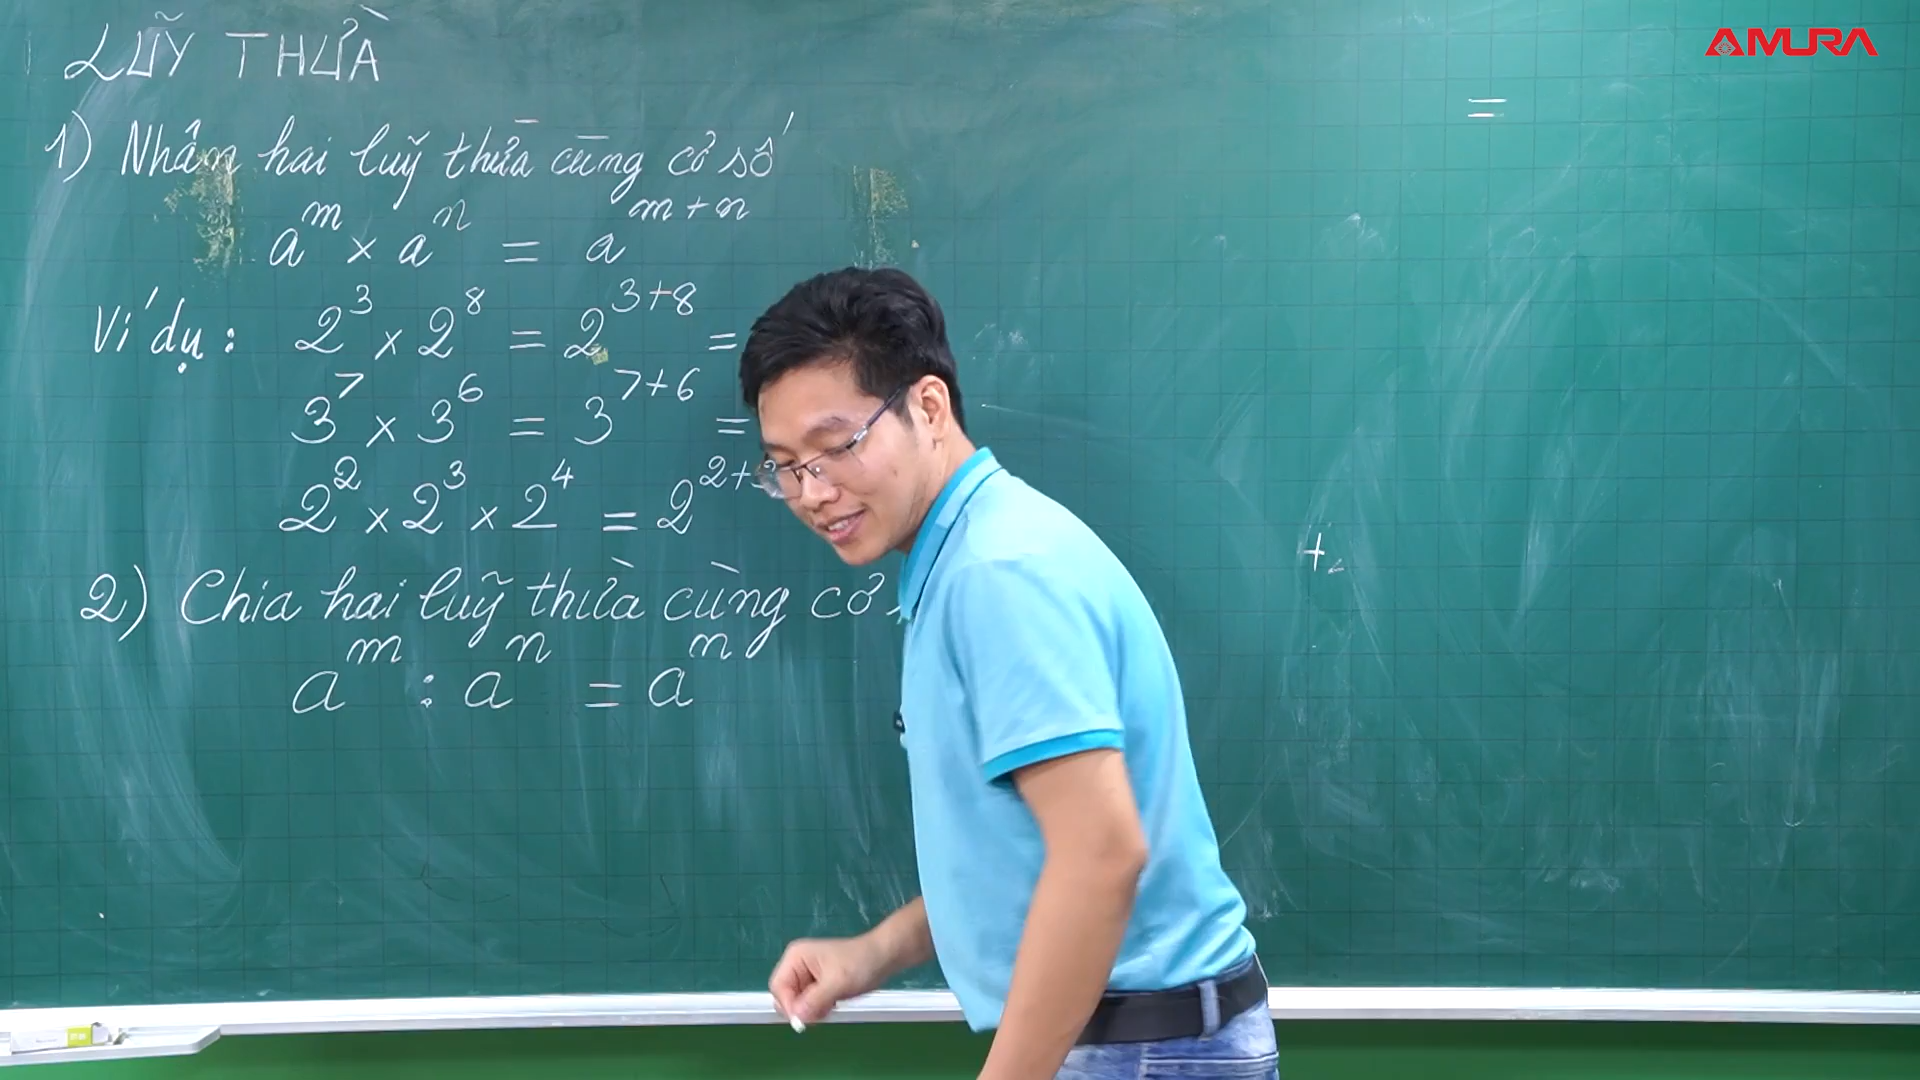 LUỸ THỪA
AMURA
=
1) Nhân hai luỹ thừa cùng cơ số
a^m × a^n = a^{m+n}
Ví dụ: 2^3 × 2^8 = 2^{3+8} =
3^7 × 3^6 = 3^{7+6} =
2^2 × 2^3 × 2^4 = 2^{2+3
+
2) Chia hai luỹ thừa cùng cơ
a^m : a^n = a^n